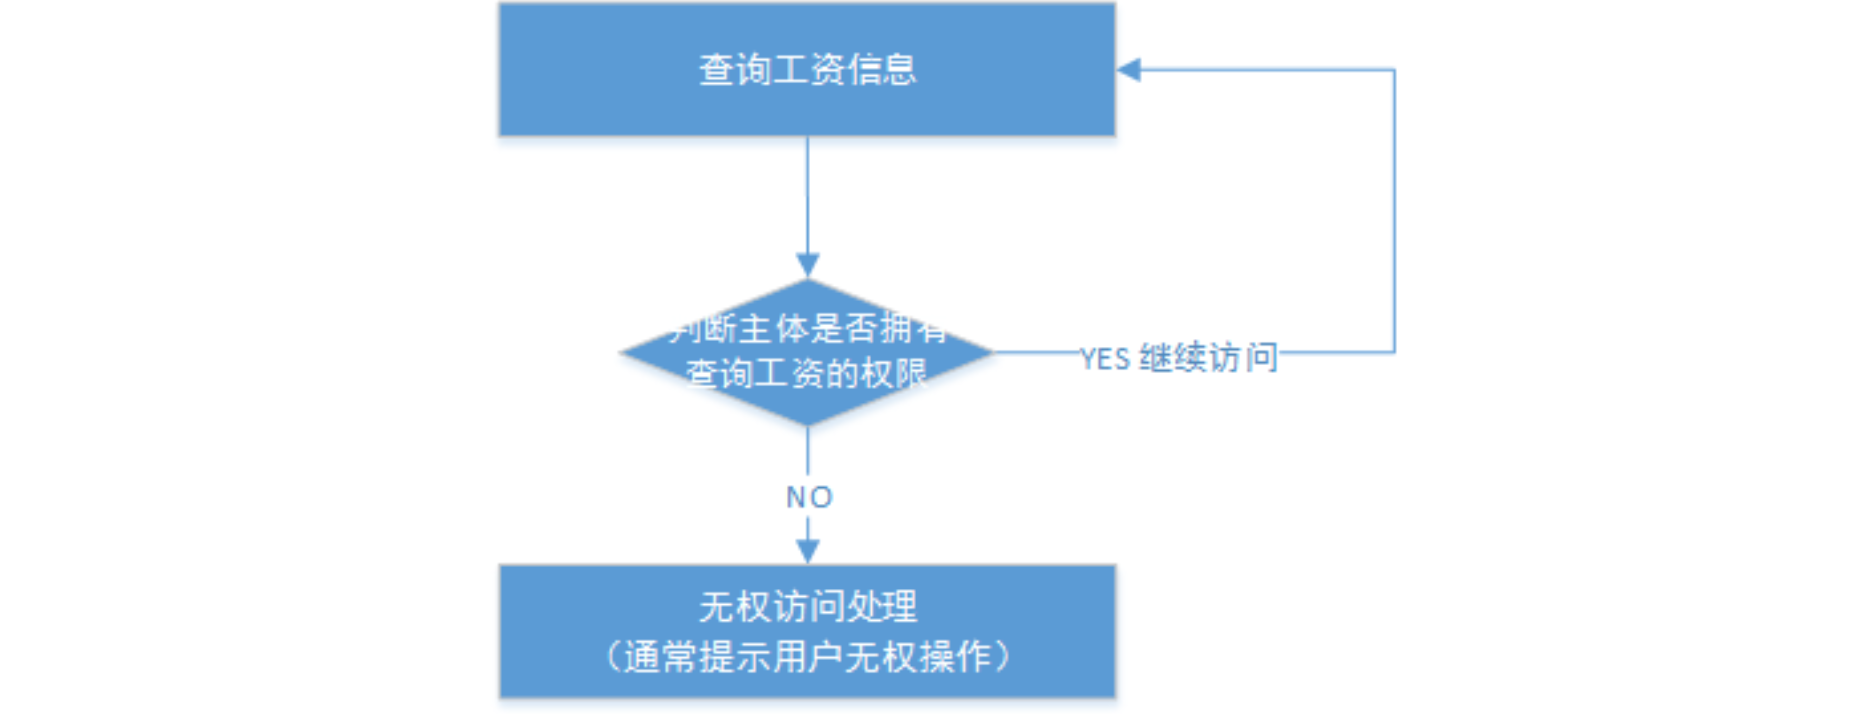 查询工资信息
判断主体是否拥有
查询工资的权限
YES 继续访问
NO
无权访问处理
（通常提示用户无权操作）